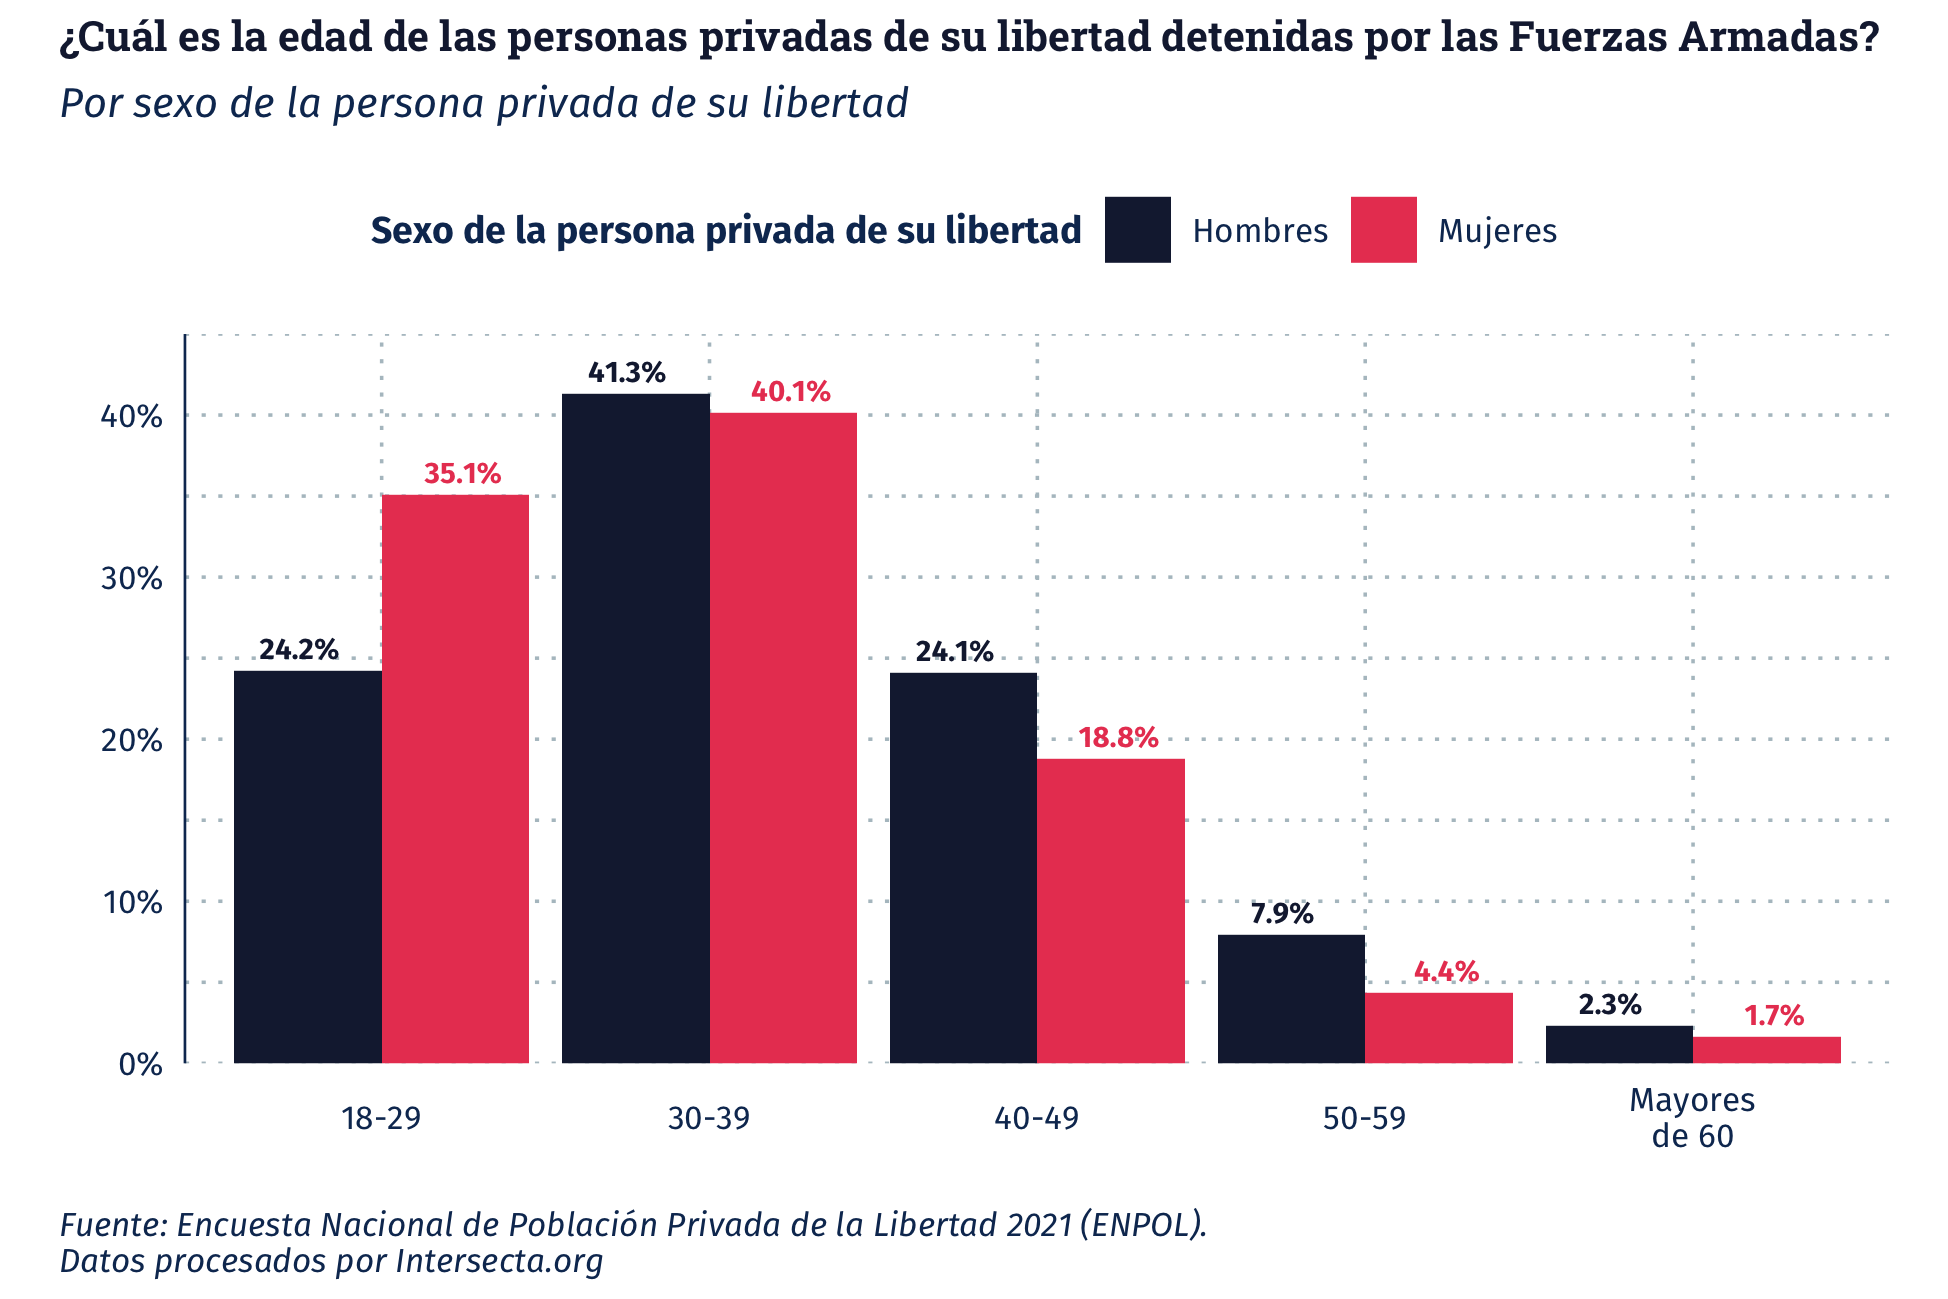 ¿Cuál es la edad de las personas privadas de su libertad detenidas por las Fuerzas Armadas?
Por sexo de la persona privada de su libertad
Sexo de la persona privada de su libertad Hombres Mujeres
41.3%
40.1%
40%
35.1%
30%
24.2%
24.1%
20%
18.8%
10%
7.9%
4.4%
2.3%
1.7%
0%
18-29 30-39 40-49 50-59 Mayores
de 60
Fuente: Encuesta Nacional de Población Privada de la Libertad 2021 (ENPOL).
Datos procesados por Intersecta.org